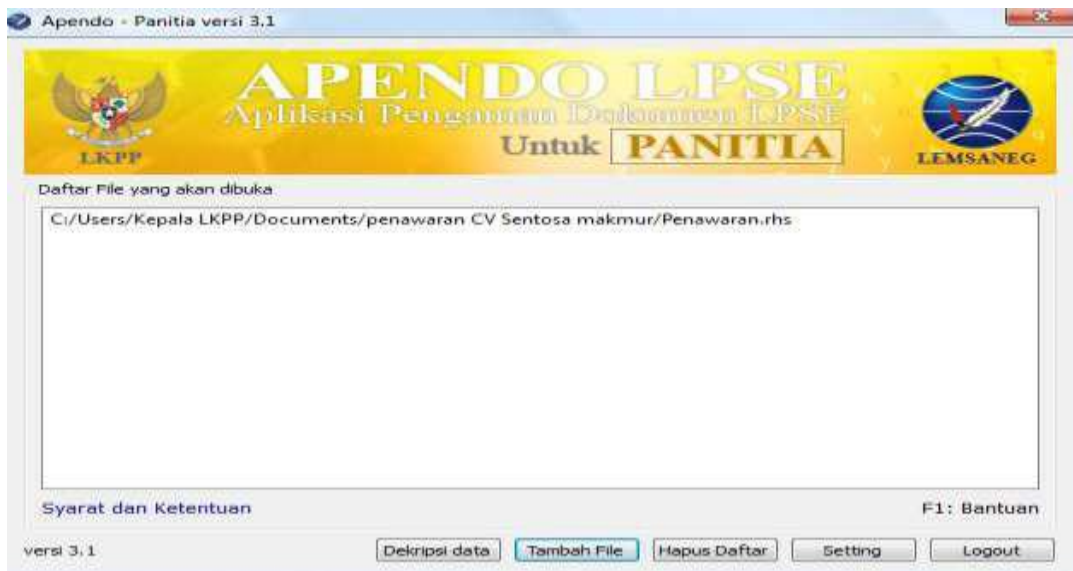 Apendo - Panitia versi 3.1
APENDO LPSE
Aplikasi Pengaman Dokumen LPSE
Untuk PANITIA
LKPP
LEMSANEG
Daftar File yang akan dibuka
C:/Users/Kepala LKPP/Documents/penawaran CV Sentosa makmur/Penawaran.rhs
Syarat dan Ketentuan
F1: Bantuan
versi 3.1
Dekripsi data
Tambah File
Hapus Daftar
Setting
Logout